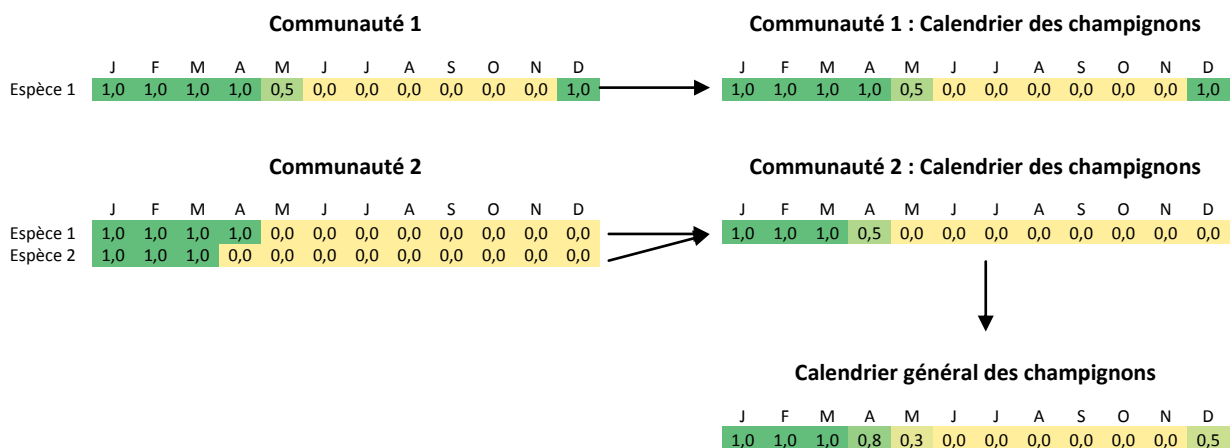 Communauté 1
Communauté 1 : Calendrier des champignons
J F M A M J J A S O N D
J F M A M J J A S O N D
Espèce 1 1,0 1,0 1,0 1,0 0,5 0,0 0,0 0,0 0,0 0,0 0,0 1,0
1,0 1,0 1,0 1,0 0,5 0,0 0,0 0,0 0,0 0,0 0,0 1,0
Communauté 2
Communauté 2 : Calendrier des champignons
J F M A M J J A S O N D
J F M A M J J A S O N D
Espèce 1 1,0 1,0 1,0 1,0 0,0 0,0 0,0 0,0 0,0 0,0 0,0 0,0
1,0 1,0 1,0 0,5 0,0 0,0 0,0 0,0 0,0 0,0 0,0 0,0
Espèce 2 1,0 1,0 1,0 0,0 0,0 0,0 0,0 0,0 0,0 0,0 0,0 0,0
Calendrier général des champignons
J F M A M J J A S O N D
1,0 1,0 1,0 0,8 0,3 0,0 0,0 0,0 0,0 0,0 0,0 0,5